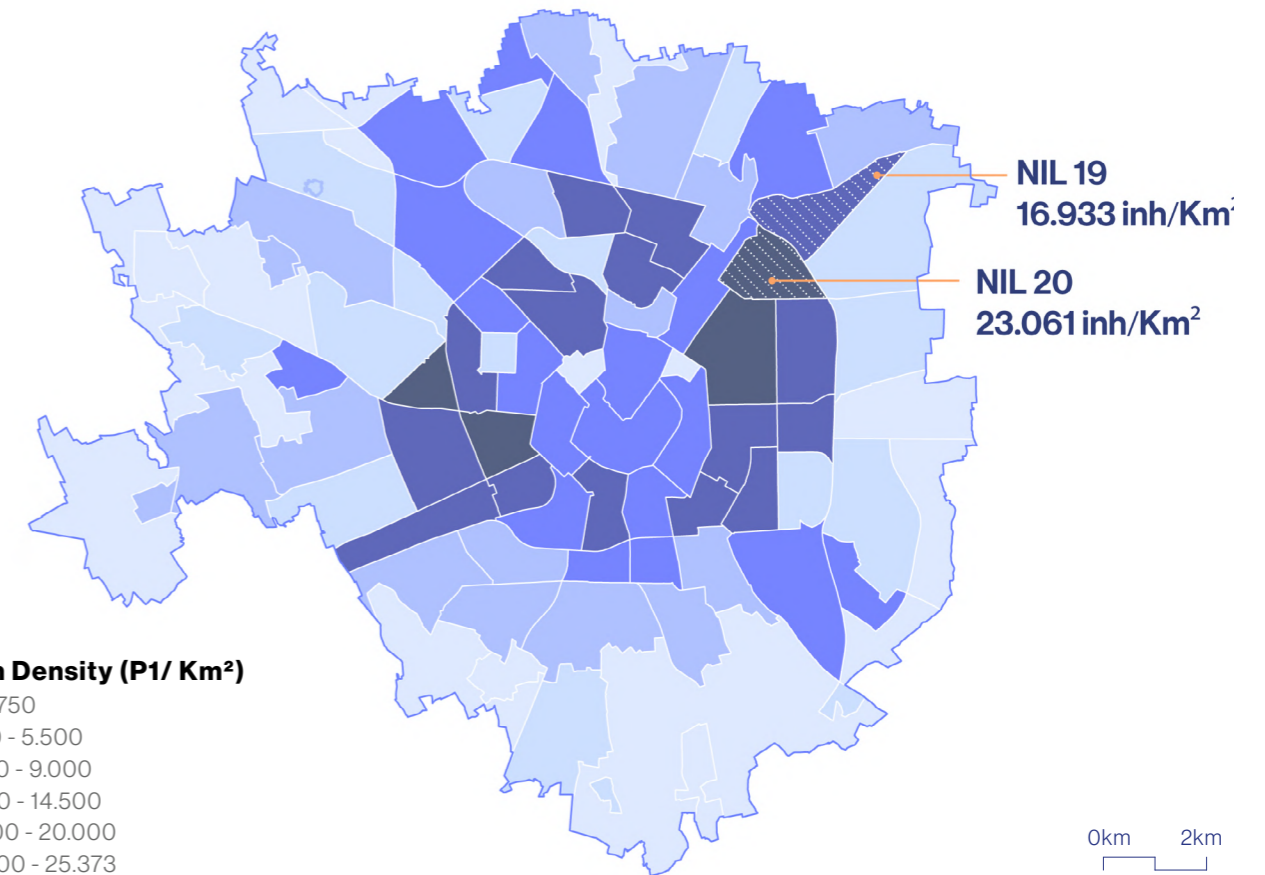 NIL 19
16.933 inh/Km²
NIL 20
23.061 inh/Km²
Density (P1/ Km²)
750
- 5.500
- 9.000
- 14.500
- 20.000
- 25.373
0km 2km